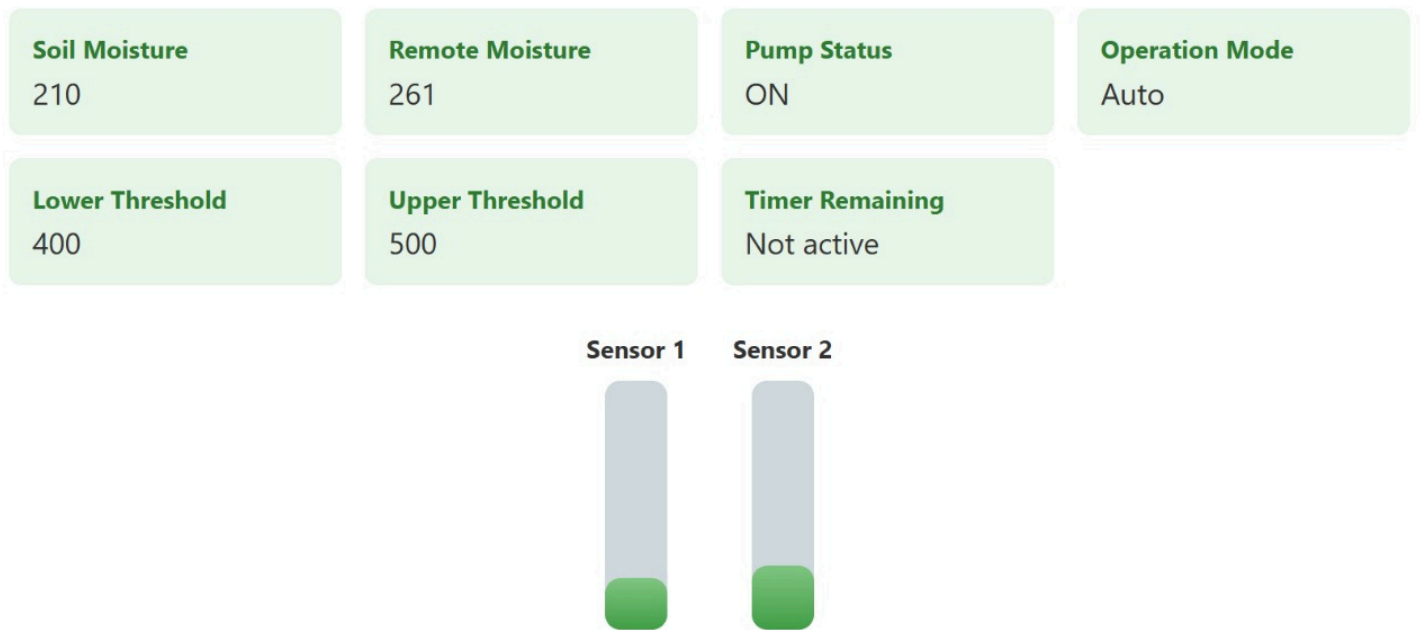 Soil Moisture
210
Remote Moisture
261
Pump Status
ON
Operation Mode
Auto
Lower Threshold
400
Upper Threshold
500
Timer Remaining
Not active
Sensor 1
Sensor 2